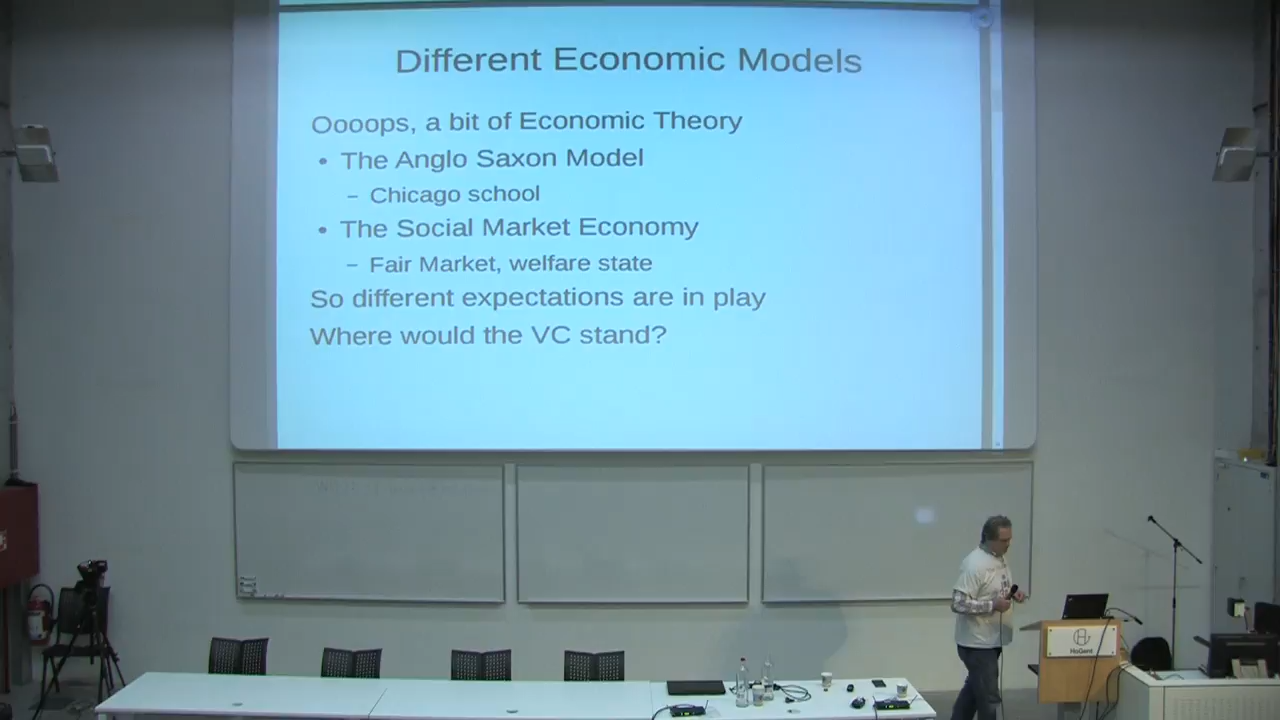 Different Economic Models
Oooops, a bit of Economic Theory
• The Anglo Saxon Model
– Chicago school
• The Social Market Economy
– Fair Market, welfare state
So different expectations are in play
Where would the VC stand?
HoGent